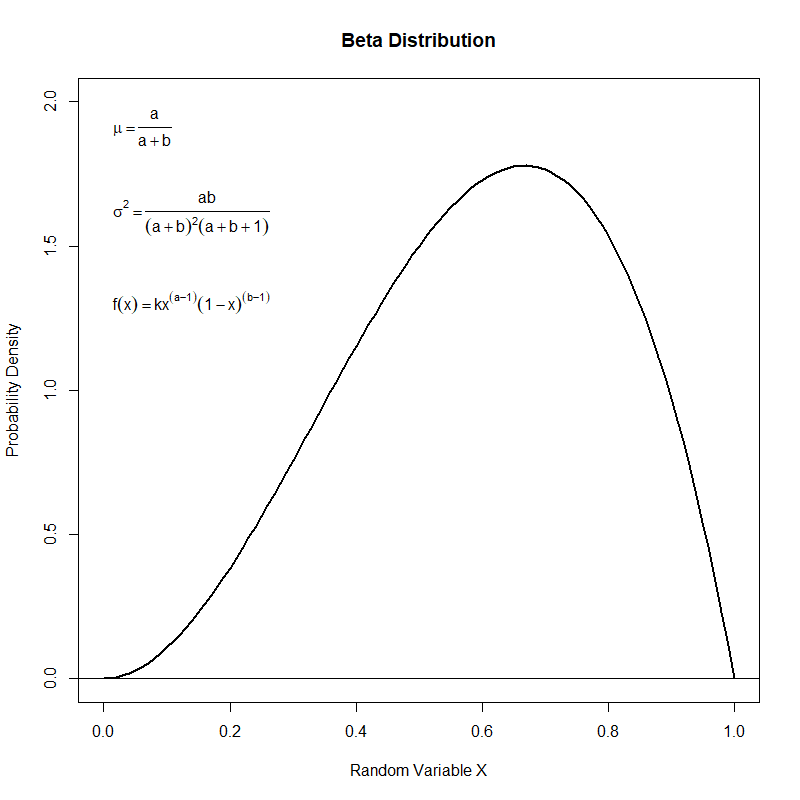 Beta Distribution
μ = a/(a + b)
σ² = ab/((a + b)²(a + b + 1))
f(x) = kx^(a−1)(1 − x)^(b−1)
Probability Density
2.0
1.5
1.0
0.5
0.0
0.0 0.2 0.4 0.6 0.8 1.0
Random Variable X